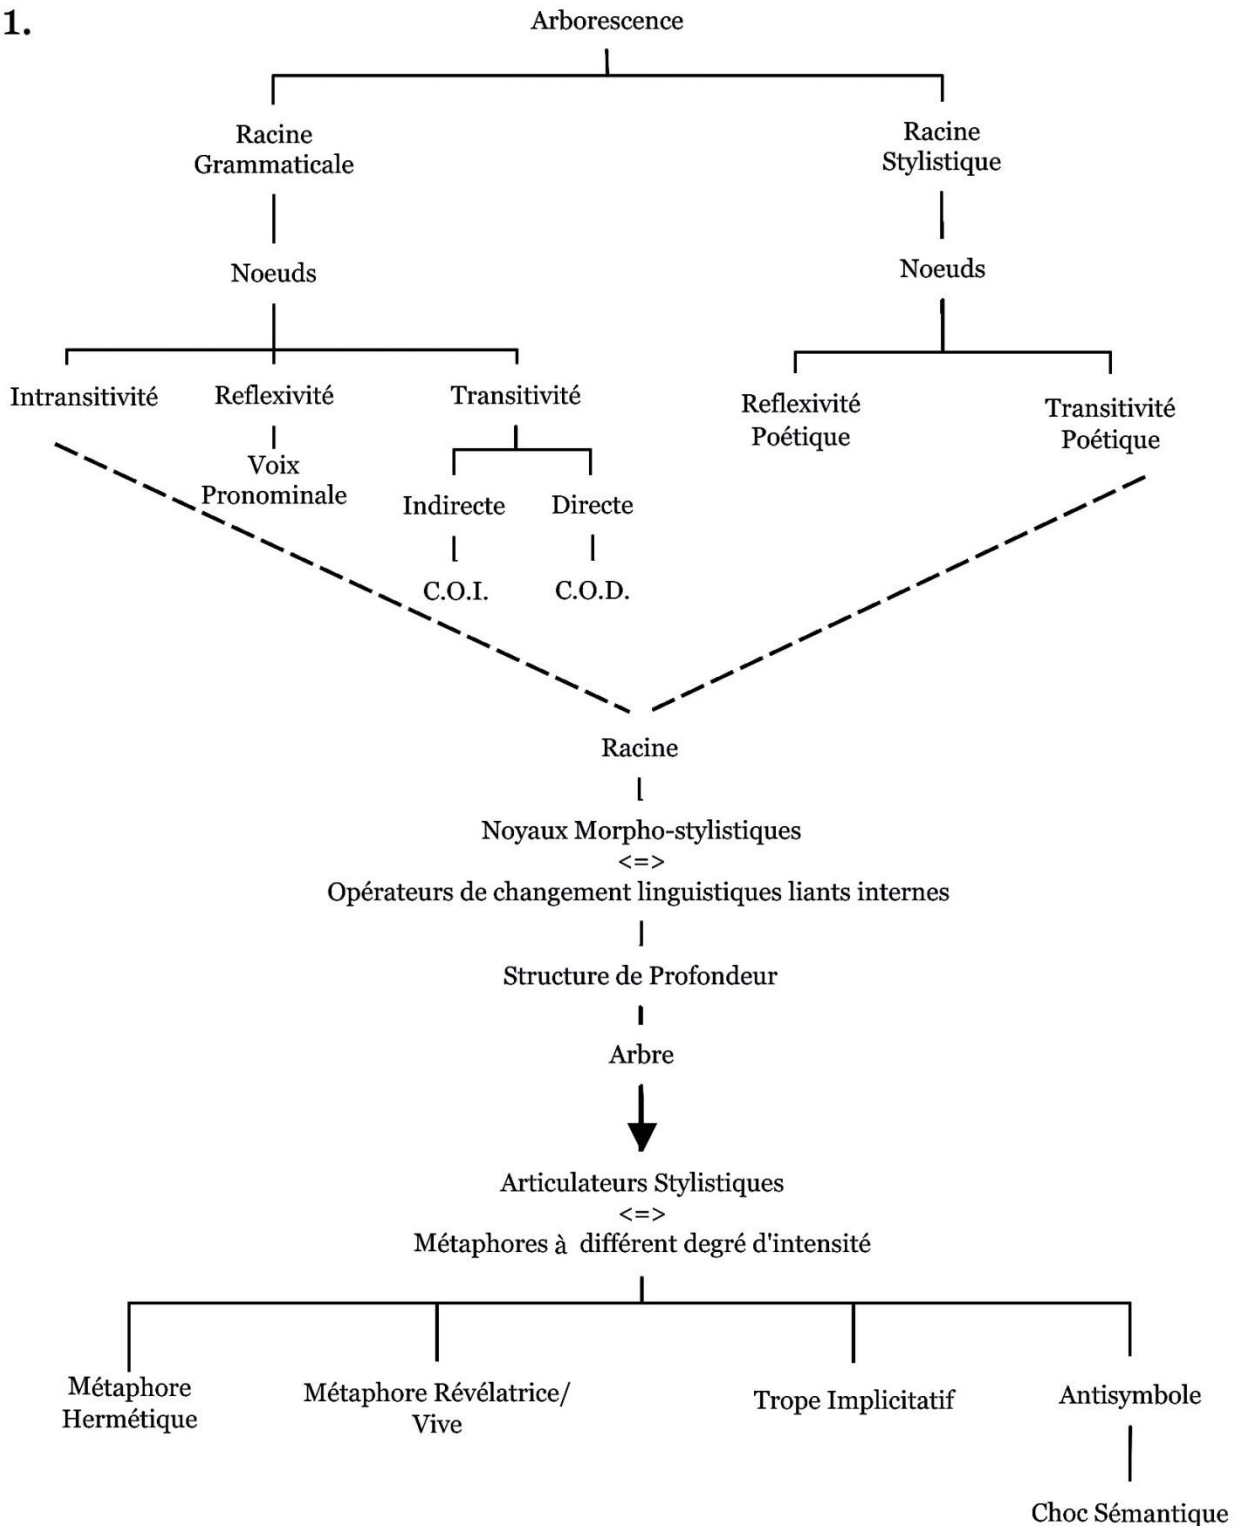 1.
Arborescence
Racine
Grammaticale
Racine
Stylistique
Noeuds
Noeuds
Intransitivité
Reflexivité
Transitivité
Reflexivité
Poétique
Transitivité
Poétique
Voix
Pronominale
Indirecte
Directe
C.O.I.
C.O.D.
Racine
Noyaux Morpho-stylistiques
<=>
Opérateurs de changement linguistiques liants internes
Structure de Profondeur
Arbre
Articulateurs Stylistiques
<=>
Métaphores à différent degré d'intensité
Métaphore
Hermétique
Métaphore Révélatrice/
Vive
Trope Implicitatif
Antisymbole
Choc Sémantique